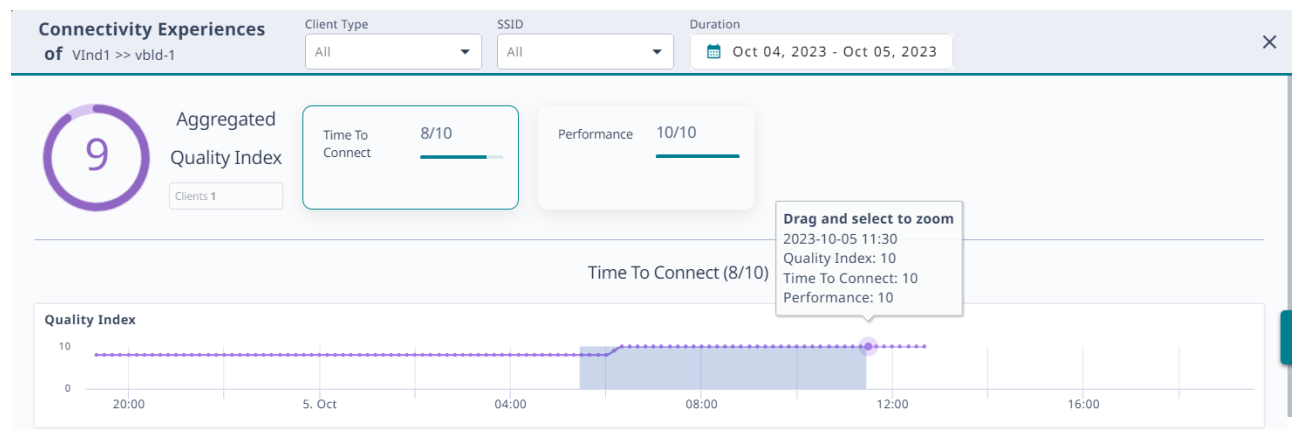 Connectivity Experiences
of VInd1 >> vbld-1
Client Type
All
SSID
All
Duration
Oct 04, 2023 - Oct 05, 2023
9
Aggregated
Quality Index
Clients 1
Time To
Connect
8/10
Performance
10/10
Drag and select to zoom
2023-10-05 11:30
Quality Index: 10
Time To Connect: 10
Performance: 10
Time To Connect (8/10)
Quality Index
10
0
20:00 5. Oct 04:00 08:00 12:00 16:00